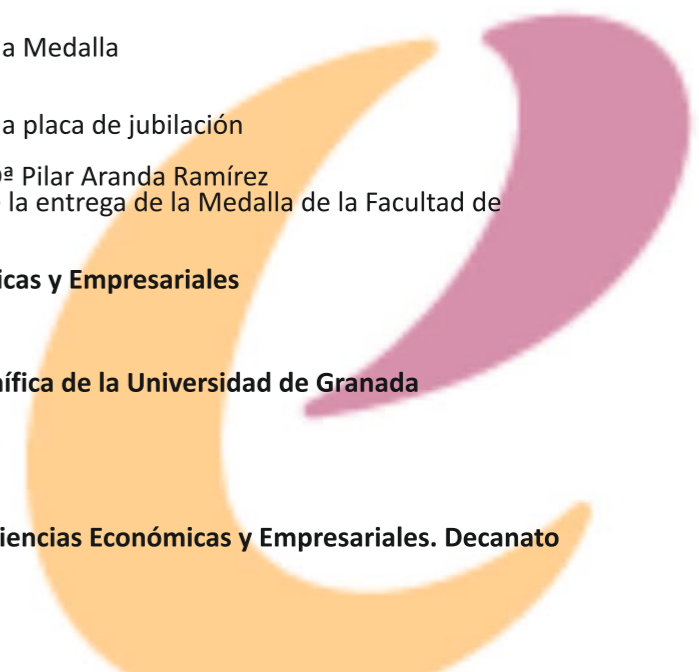 a Medalla
a placa de jubilación
ª Pilar Aranda Ramírez
la entrega de la Medalla de la Facultad de
icas y Empresariales
nífica de la Universidad de Granada
iencias Económicas y Empresariales. Decanato